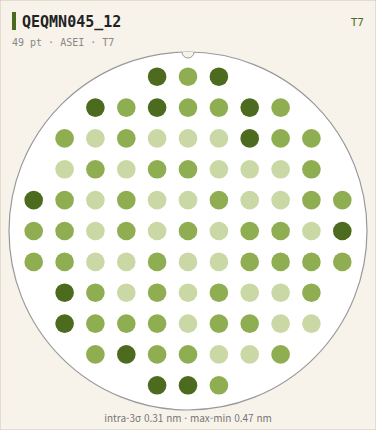 QEQMN045_12
T7
49 pt · ASEI · T7
intra-3σ 0.31 nm · max-min 0.47 nm